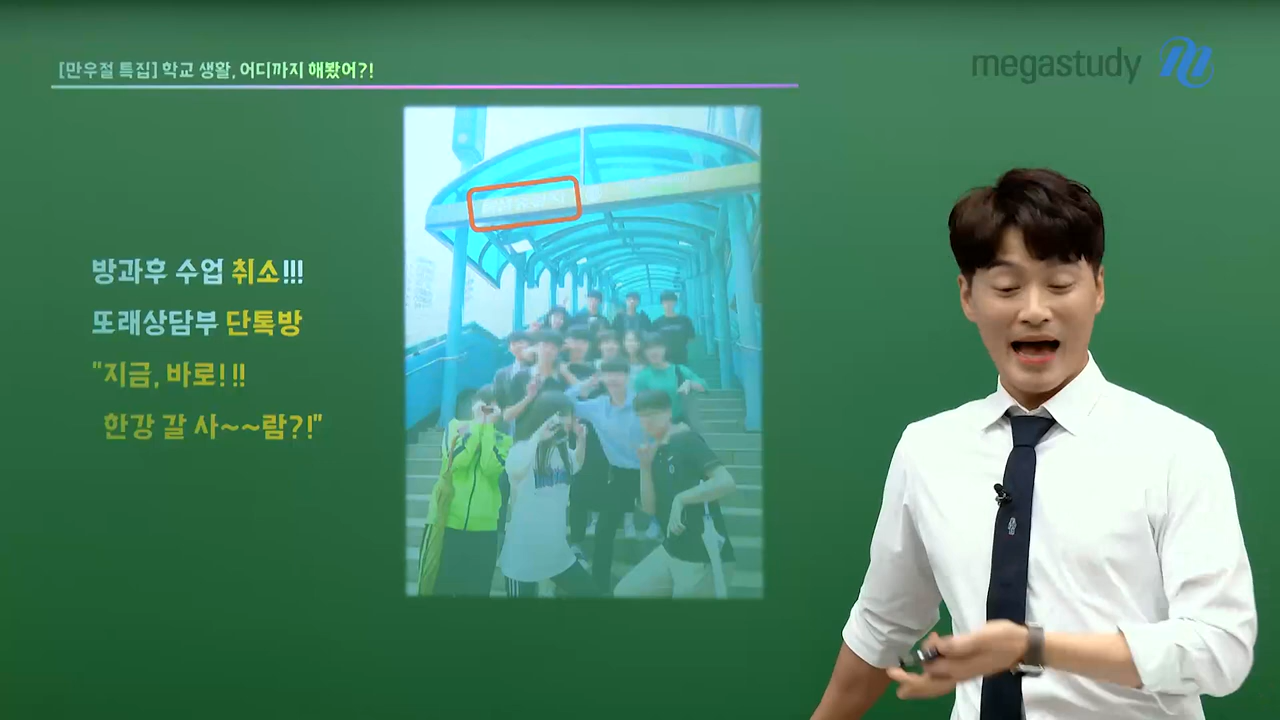 [만우절 특집] 학교 생활, 어디까지 해봤어?!
megastudy
방과후 수업 취소!!!
또래상담부 단톡방
"지금, 바로!!!
한강 갈 사~~람?!"